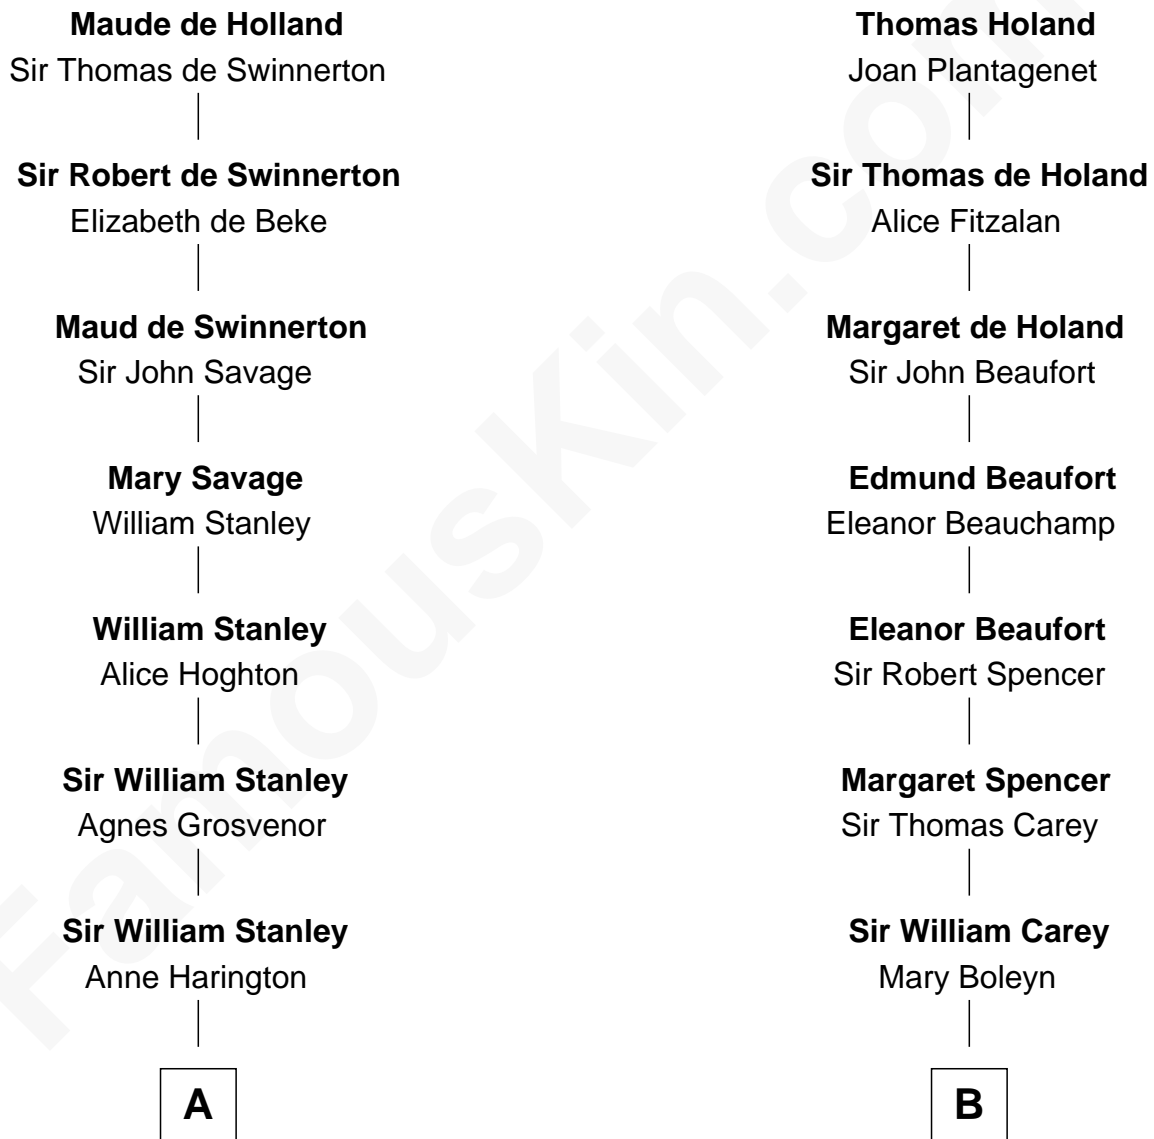 Maude de Holland
Sir Thomas de Swinnerton
Sir Robert de Swinnerton
Elizabeth de Beke
Maud de Swinnerton
Sir John Savage
Mary Savage
William Stanley
William Stanley
Alice Hoghton
Sir William Stanley
Agnes Grosvenor
Sir William Stanley
Anne Harington
A
Thomas Holand
Joan Plantagenet
Sir Thomas de Holand
Alice Fitzalan
Margaret de Holand
Sir John Beaufort
Edmund Beaufort
Eleanor Beauchamp
Eleanor Beaufort
Sir Robert Spencer
Margaret Spencer
Sir Thomas Carey
Sir William Carey
Mary Boleyn
B
FamousKin.com